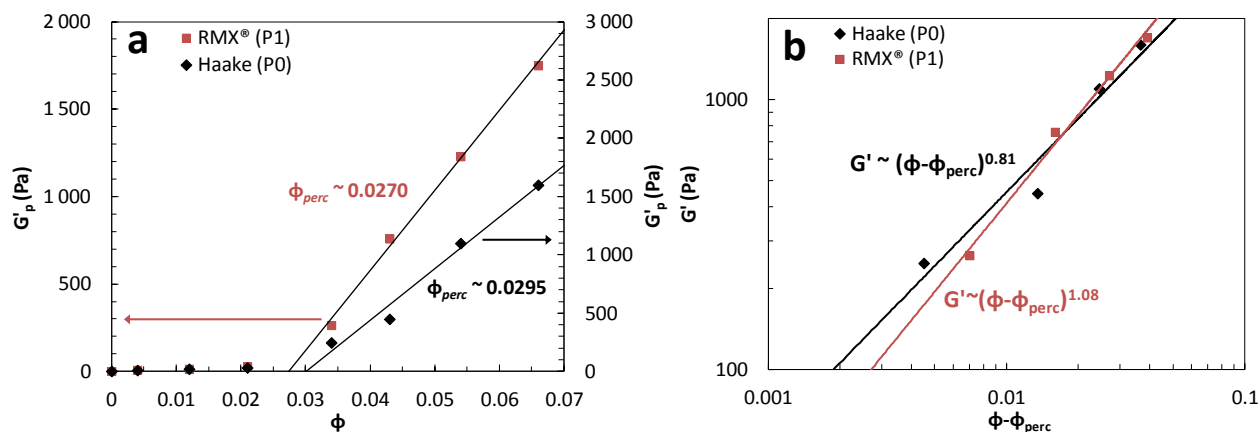 a
RMX® (P1)
Haake (P0)
2 000
1 500
1 000
500
0
G'p (Pa)
3 000
2 500
2 000
1 500
1 000
500
0
G'p (Pa)
ϕperc ~ 0.0270
ϕperc ~ 0.0295
0
0.01
0.02
0.03
0.04
0.05
0.06
0.07
ϕ
b
Haake (P0)
RMX® (P1)
1000
100
G' (Pa)
G' ~ (ϕ-ϕperc)0.81
G'~(ϕ-ϕperc)1.08
0.001
0.01
0.1
ϕ-ϕperc